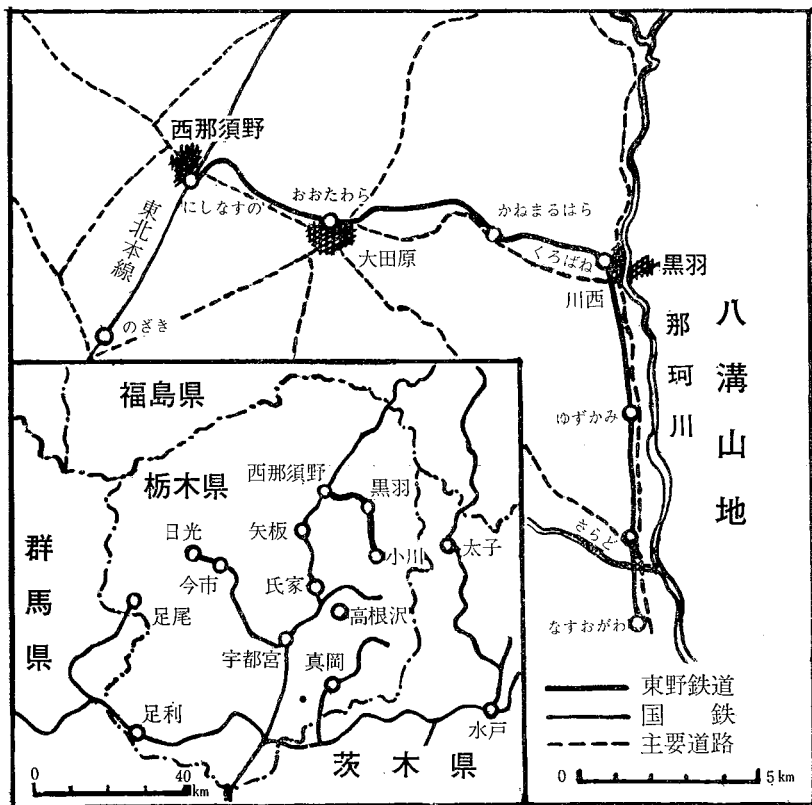 西那須野
にしなすの
東北本線
のざき
おおたわら
大田原
かねまるはら
くろばね
川西
黒羽
那珂川
八溝山地
ゆずかみ
さらど
なすおがわ
東野鉄道
国鉄
主要道路
0 5km
福島県
栃木県
群馬県
茨木県
西那須野
黒羽
日光
矢板
小川
太子
今市
氏家
足尾
高根沢
宇都宮
真岡
足利
水戸
0 40
km